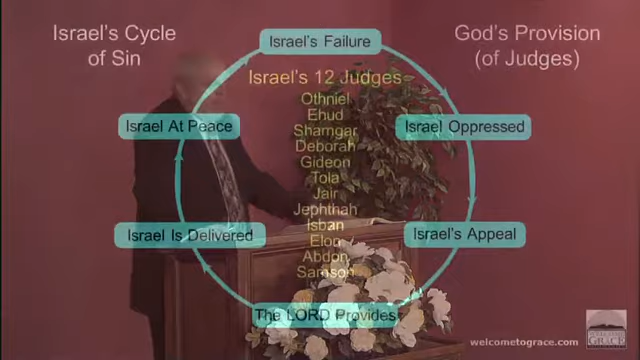 Israel's Cycle
of Sin
God's Provision
(of Judges)
Israel's Failure
Israel's 12 Judges
Othniel
Ehud
Shamgar
Deborah
Gideon
Tola
Jair
Jephthah
Isban
Elon
Abdon
Samson
Israel Oppressed
Israel's Appeal
The LORD Provides
Israel Is Delivered
Israel At Peace
welcometograce.com
GRACE